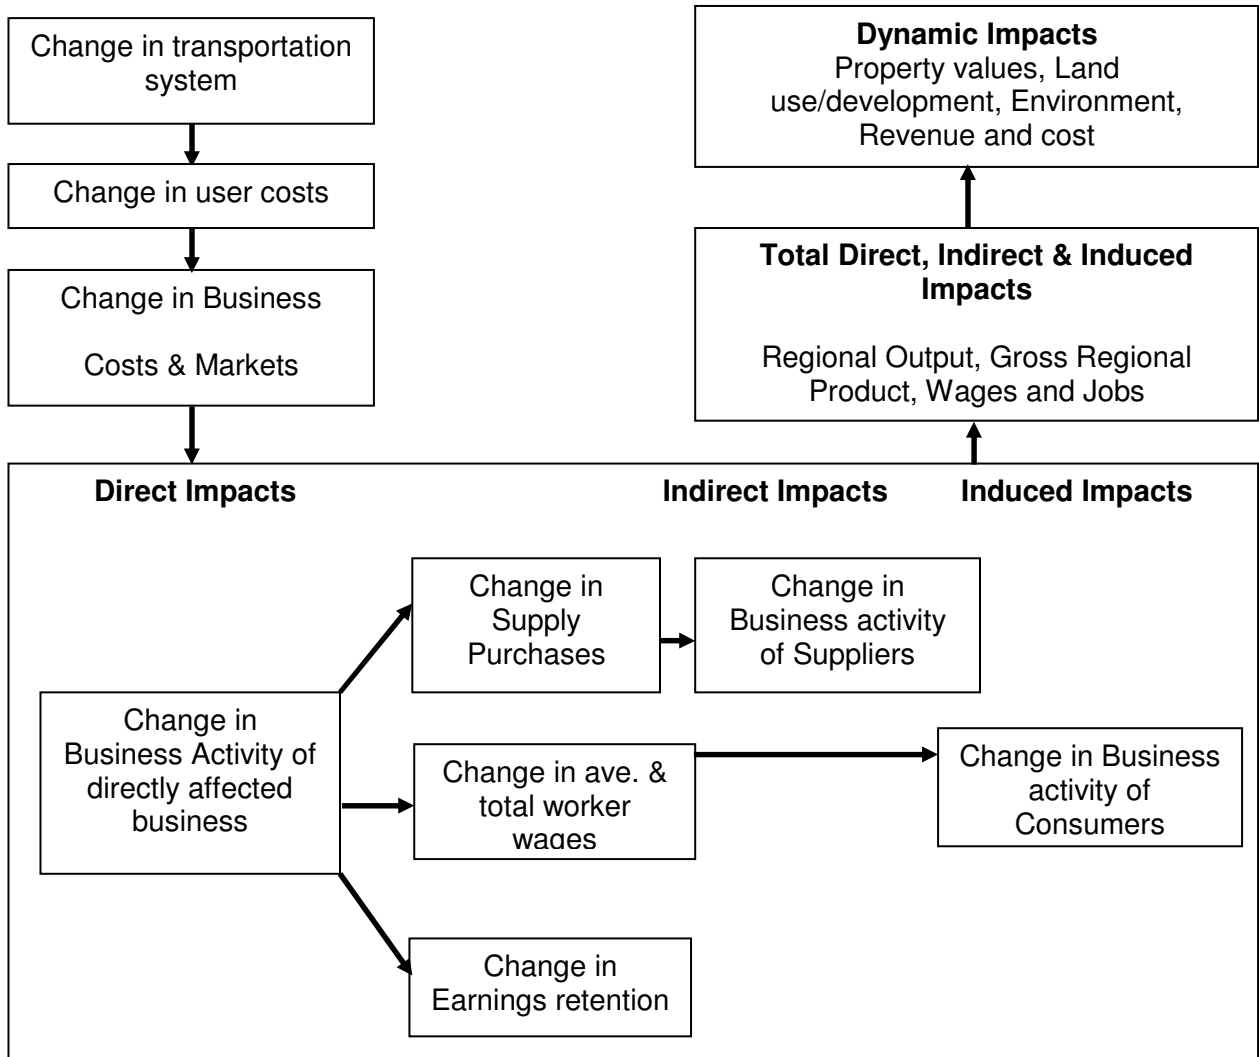 Change in transportation
system
Change in user costs
Change in Business
Costs & Markets
Dynamic Impacts
Property values, Land
use/development, Environment,
Revenue and cost
Total Direct, Indirect & Induced
Impacts
Regional Output, Gross Regional
Product, Wages and Jobs
Direct Impacts
Indirect Impacts
Induced Impacts
Change in
Supply
Purchases
Change in
Business activity
of Suppliers
Change in
Business Activity of
directly affected
business
Change in ave. &
total worker
wages
Change in Business
activity of
Consumers
Change in
Earnings retention